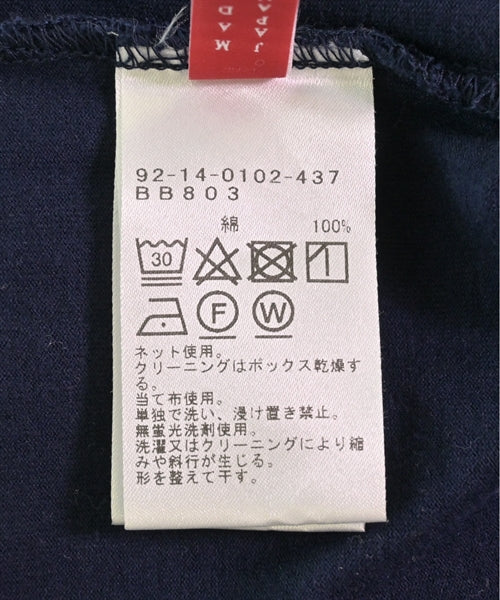 MAD
JAPA
92-14-0102-437
BB803
綿 100%
30
F W
ネット使用。
クリーニングはボックス乾燥す
る。
当て布使用。
単独で洗い、浸け置き禁止。
無蛍光洗剤使用。
洗濯又はクリーニングにより縮
みや斜行が生じる。
形を整えて干す。